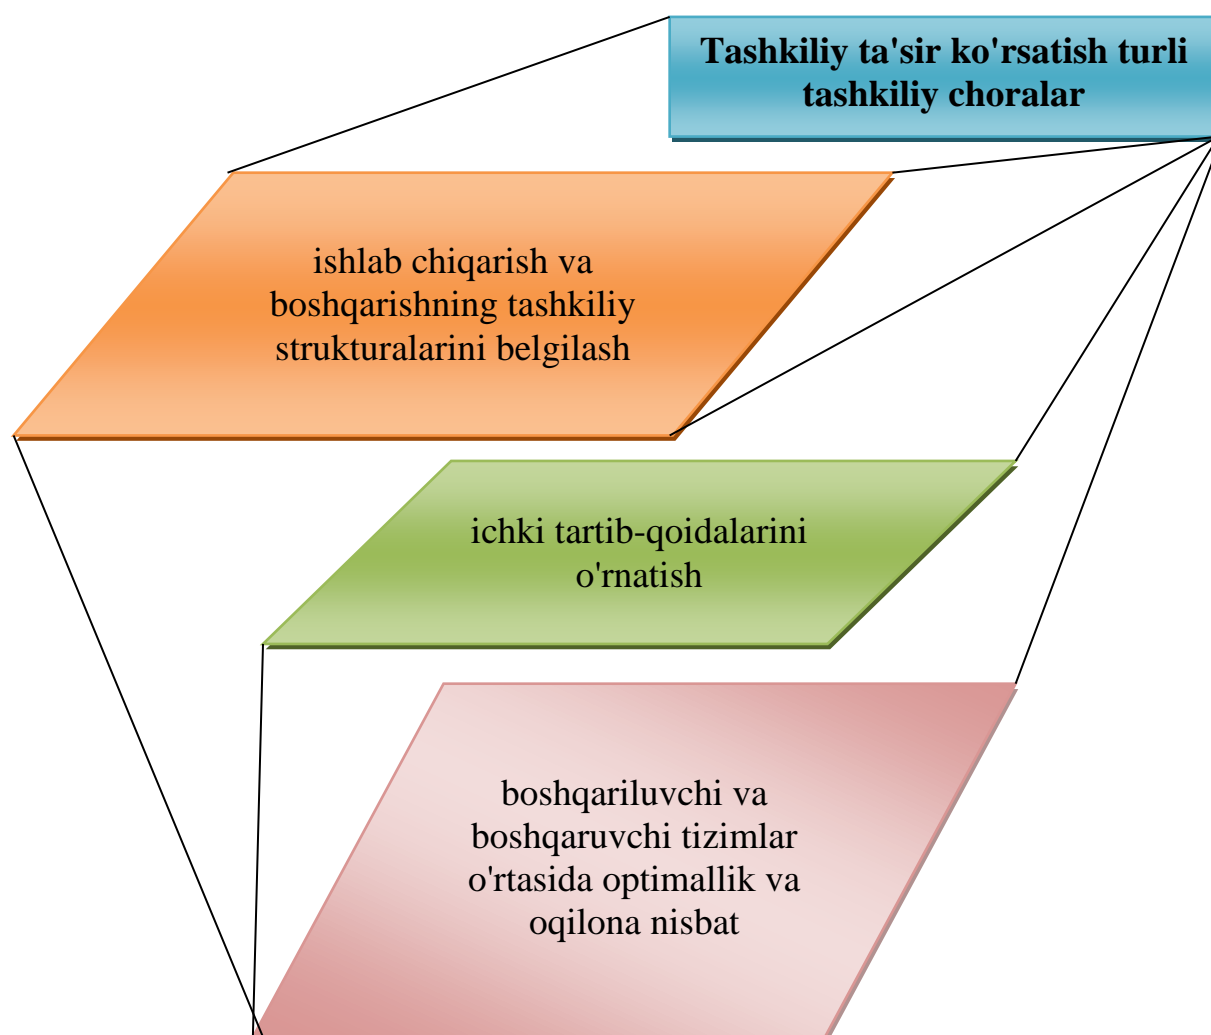 Tashkiliy ta'sir ko'rsatish turli
tashkiliy choralar
ishlab chiqarish va
boshqarishning tashkiliy
strukturalarini belgilash
ichki tartib-qoidalarini
o'rnatish
boshqariluvchi va
boshqaruvchi tizimlar
o'rtasida optimallik va
oqilona nisbat